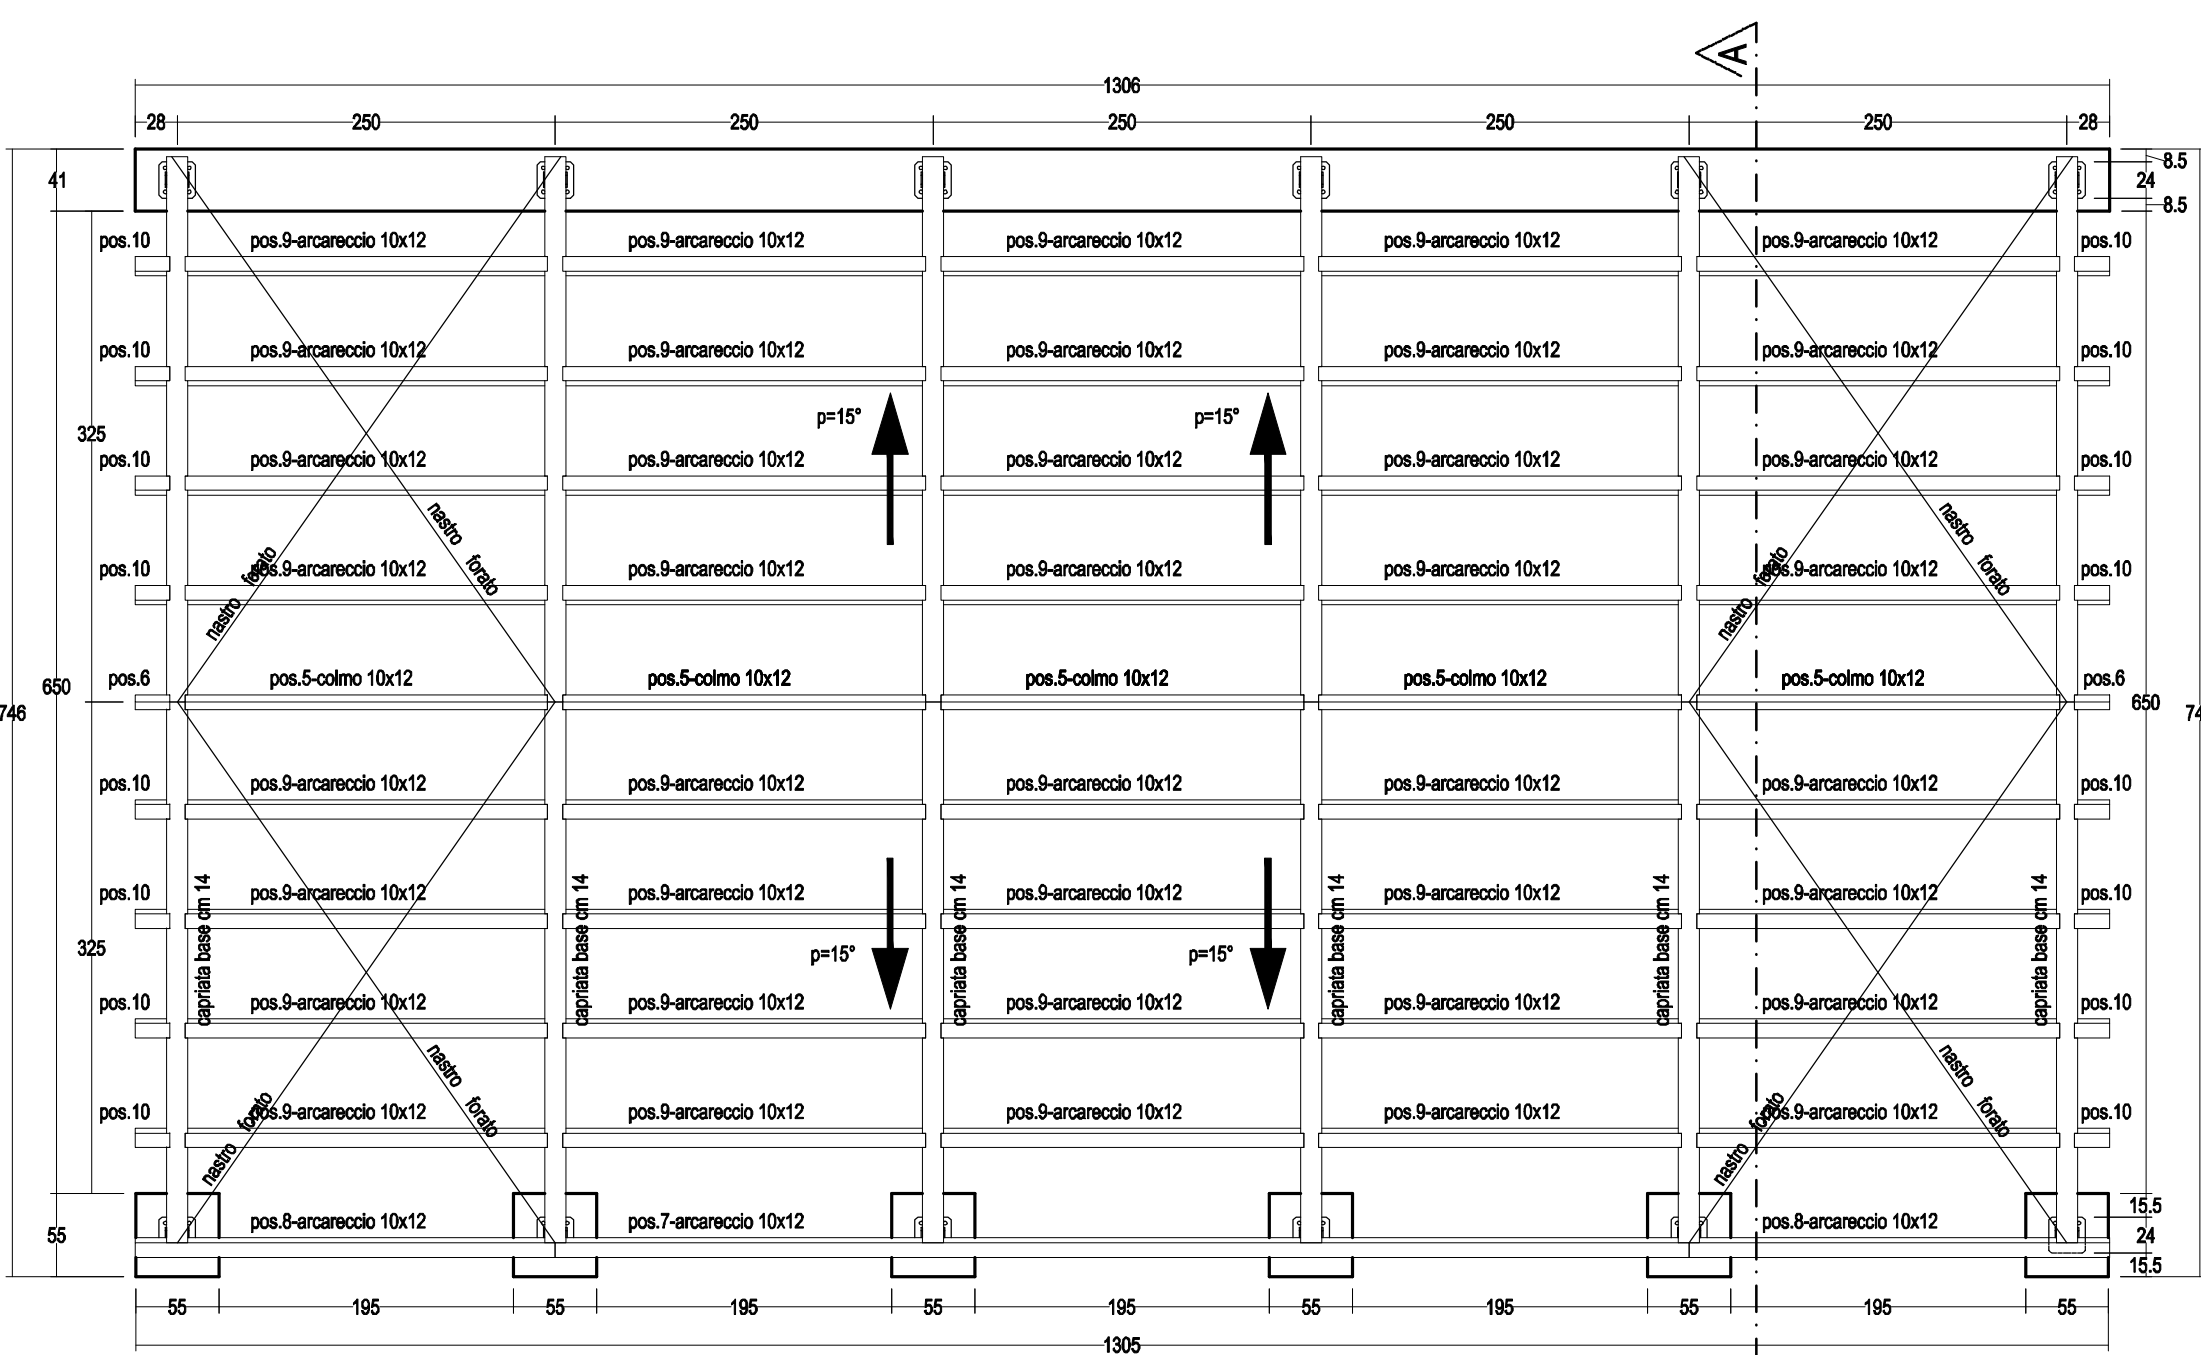 A
1306
28 250 250 250 250 250 28
41 8.5
24
8.5
pos.10 pos.9-arcareccio 10x12 pos.9-arcareccio 10x12 pos.9-arcareccio 10x12 pos.9-arcareccio 10x12 pos.9-arcareccio 10x12 pos.10
pos.10 pos.9-arcareccio 10x12 pos.9-arcareccio 10x12 pos.9-arcareccio 10x12 pos.9-arcareccio 10x12 pos.9-arcareccio 10x12 pos.10
p=15° p=15°
325
pos.10 pos.9-arcareccio 10x12 pos.9-arcareccio 10x12 pos.9-arcareccio 10x12 pos.9-arcareccio 10x12 pos.9-arcareccio 10x12 pos.10
nastro forato nastro forato
pos.10 pos.9-arcareccio 10x12 pos.9-arcareccio 10x12 pos.9-arcareccio 10x12 pos.9-arcareccio 10x12 pos.9-arcareccio 10x12 pos.10
nastro forato nastro forato
pos.6 pos.5-colmo 10x12 pos.5-colmo 10x12 pos.5-colmo 10x12 pos.5-colmo 10x12 pos.5-colmo 10x12 pos.6
650 650
746 74
pos.10 pos.9-arcareccio 10x12 pos.9-arcareccio 10x12 pos.9-arcareccio 10x12 pos.9-arcareccio 10x12 pos.9-arcareccio 10x12 pos.10
pos.10 pos.9-arcareccio 10x12 pos.9-arcareccio 10x12 pos.9-arcareccio 10x12 pos.9-arcareccio 10x12 pos.9-arcareccio 10x12 pos.10
capriata base cm 14 capriata base cm 14 capriata base cm 14 capriata base cm 14 capriata base cm 14 capriata base cm 14
325 p=15° p=15°
pos.10 pos.9-arcareccio 10x12 pos.9-arcareccio 10x12 pos.9-arcareccio 10x12 pos.9-arcareccio 10x12 pos.9-arcareccio 10x12 pos.10
nastro forato nastro forato
pos.10 pos.9-arcareccio 10x12 pos.9-arcareccio 10x12 pos.9-arcareccio 10x12 pos.9-arcareccio 10x12 pos.9-arcareccio 10x12 pos.10
nastro forato nastro forato
15.5
55 pos.8-arcareccio 10x12 pos.7-arcareccio 10x12 pos.8-arcareccio 10x12
24
15.5
55 195 55 195 55 195 55 195 55 195 55
1305